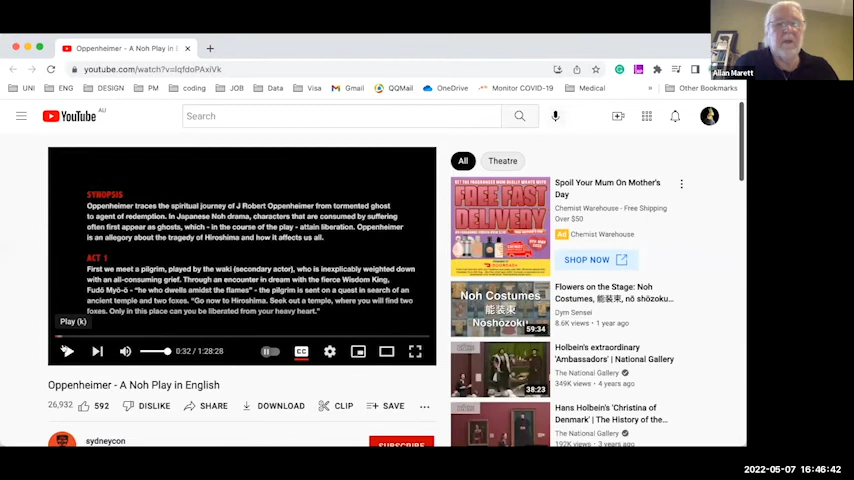 Oppenheimer - A Noh Play in E
youtube.com/watch?v=lqfdoPAxiVk
UNI
ENG
DESIGN
PM
coding
JOB
Data
Visa
Gmail
QQMail
OneDrive
Monitor COVID-19
Medical
»
Other Bookmarks
Allan Marett
YouTube AU
Search
SYNOPSIS
Oppenheimer traces the spiritual journey of J Robert Oppenheimer from tormented ghost
to agent of redemption. In Japanese Noh drama, characters that are consumed by suffering
often first appear as ghosts, which - in the course of the play - attain liberation. Oppenheimer
is an allegory about the tragedy of Hiroshima and how it affects us all.
ACT 1
First we meet a pilgrim, played by the waki (secondary actor), who is inexplicably weighted down
with an all-consuming grief. Through an encounter in dream with the fierce Wisdom King,
Fudō Myō-ō - "he who dwells amidst the flames" - the pilgrim is sent on a quest in search of an
ancient temple and two foxes. "Go now to Hiroshima. Seek out a temple, where you will find two
foxes. Only in this place can you be liberated from your heavy heart."
Play (k)
0:32 / 1:28:28
CC
Oppenheimer - A Noh Play in English
26,932
592
DISLIKE
SHARE
DOWNLOAD
CLIP
SAVE
sydneycon
SUBSCRIBE
All
Theatre
FREE FAST
DELIVERY
Spoil Your Mum On Mother's
Day
Chemist Warehouse - Free Shipping
Over $50
Ad Chemist Warehouse
SHOP NOW
Noh Costumes
能装束
Nōshōzoku
59:34
Flowers on the Stage: Noh
Costumes, 能装束, nō shōzoku...
Dym Sensei
8.6K views • 1 year ago
38:23
Holbein's extraordinary
'Ambassadors' | National Gallery
The National Gallery
349K views • 4 years ago
Hans Holbein's 'Christina of
Denmark' | The History of the...
The National Gallery
192K views • 3 years ago
2022-05-07 16:46:42